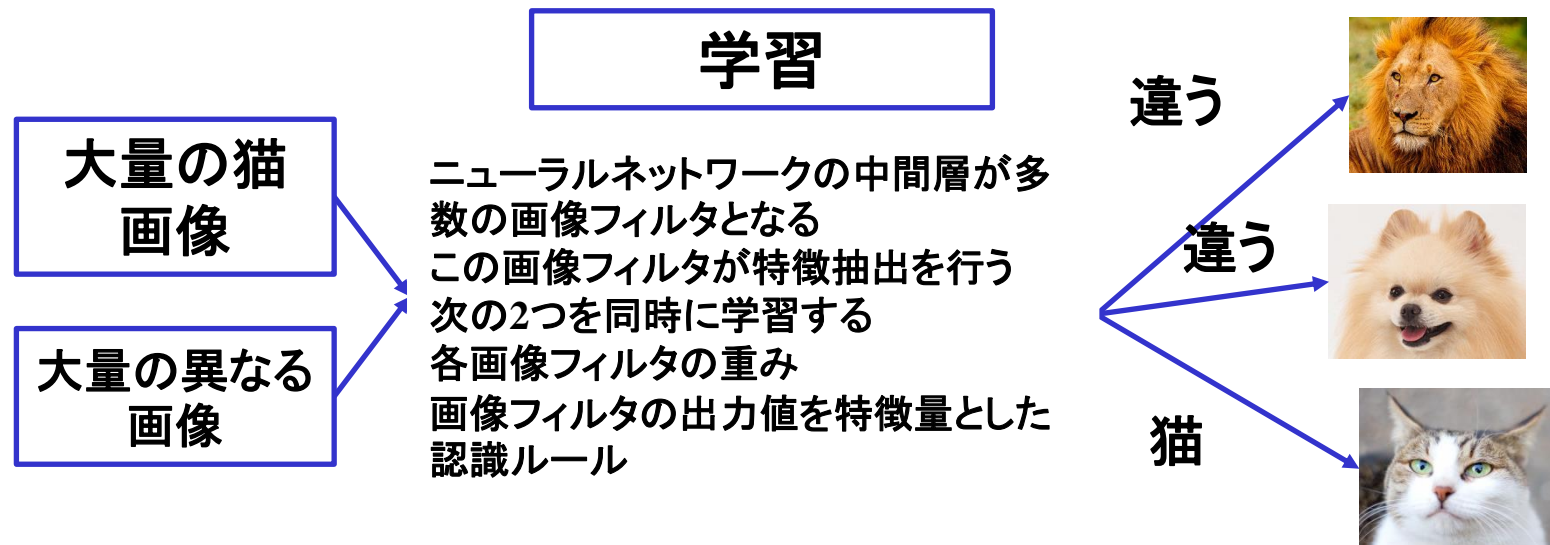 学習
大量の猫
画像
大量の異なる
画像
ニューラルネットワークの中間層が多
数の画像フィルタとなる
この画像フィルタが特徴抽出を行う
次の2つを同時に学習する
各画像フィルタの重み
画像フィルタの出力値を特徴量とした
認識ルール
違う
違う
猫